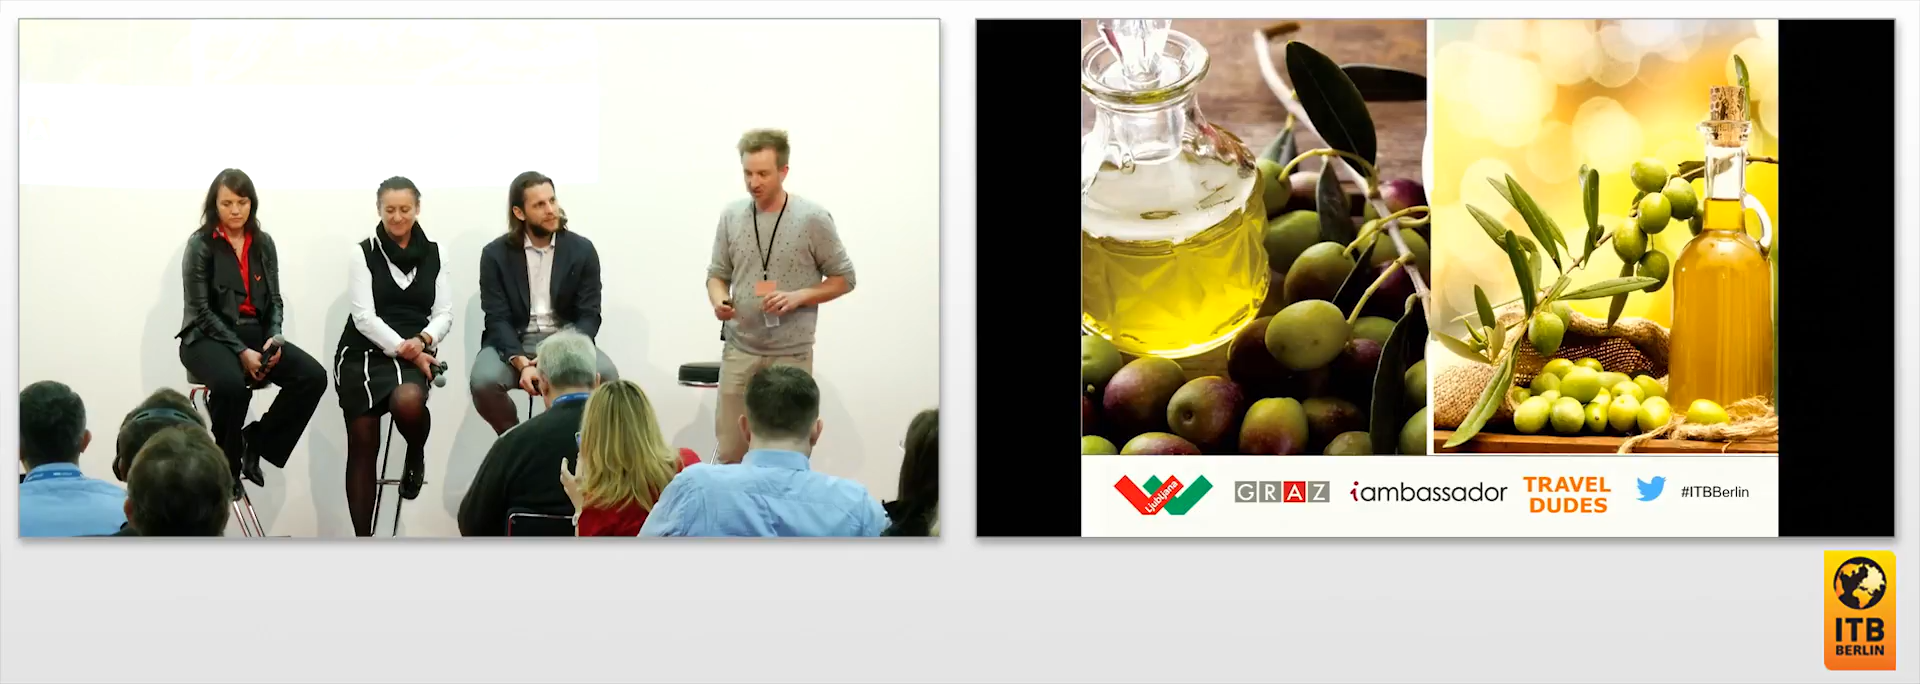 Ljubljana
GRAZ
iambassador
TRAVEL
DUDES
#ITBBerlin
ITB
BERLIN